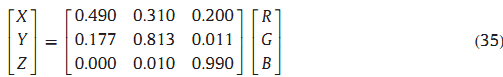 [X] [0.490 0.310 0.200] [R]
[Y] = [0.177 0.813 0.011] [G] (35)
[Z] [0.000 0.010 0.990] [B]